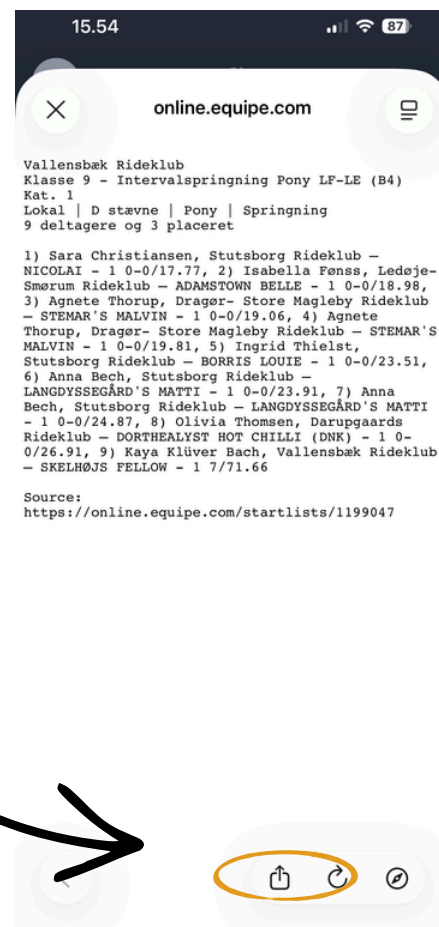 15.54
87
online.equipe.com
Vallensbæk Rideklub
Klasse 9 - Intervalspringning Pony LF-LE (B4)
Kat. 1
Lokal | D stævne | Pony | Springning
9 deltagere og 3 placeret
1) Sara Christiansen, Stutsborg Rideklub —
NICOLAI - 1 0-0/17.77, 2) Isabella Fønss, Ledøje-
Smørum Rideklub — ADAMSTOWN BELLE - 1 0-0/18.98,
3) Agnete Thorup, Dragør- Store Magleby Rideklub
— STEMAR'S MALVIN - 1 0-0/19.06, 4) Agnete
Thorup, Dragør- Store Magleby Rideklub — STEMAR'S
MALVIN - 1 0-0/19.81, 5) Ingrid Thielst,
Stutsborg Rideklub — BORRIS LOUIE - 1 0-0/23.51,
6) Anna Bech, Stutsborg Rideklub —
LANGDYSSEGÅRD'S MATTI - 1 0-0/23.91, 7) Anna
Bech, Stutsborg Rideklub — LANGDYSSEGÅRD'S MATTI
- 1 0-0/24.87, 8) Olivia Thomsen, Darupgaards
Rideklub — DORTHEALYST HOT CHILLI (DNK) - 1 0-
0/26.91, 9) Kaya Klüver Bach, Vallensbæk Rideklub
— SKELHØJS FELLOW - 1 7/71.66
Source:
https://online.equipe.com/startlists/1199047